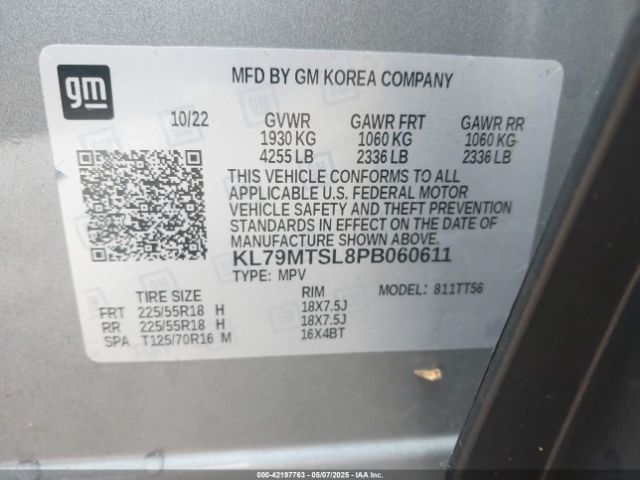 gm
MFD BY GM KOREA COMPANY
10/22 GVWR GAWR FRT GAWR RR
1930 KG 1060 KG 1060 KG
4255 LB 2336 LB 2336 LB
THIS VEHICLE CONFORMS TO ALL
APPLICABLE U.S. FEDERAL MOTOR
VEHICLE SAFETY AND THEFT PREVENTION
STANDARDS IN EFFECT ON THE DATE OF
MANUFACTURE SHOWN ABOVE.
KL79MTSL8PB060611
TYPE: MPV MODEL: 811TT56
TIRE SIZE RIM
FRT 225/55R18 H 18X7.5J
RR 225/55R18 H 18X7.5J
SPA T125/70R16 M 16X4BT
000-42197763 - 05/07/2025 - IAA, Inc.